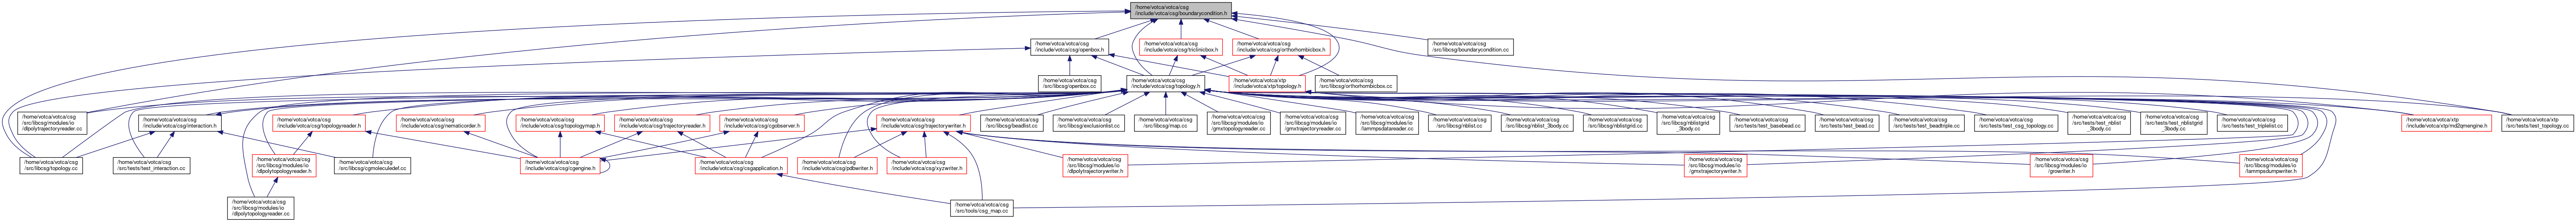 /home/votca/votca/csg
/include/votca/csg/boundarycondition.h
/home/votca/votca/csg
/include/votca/csg/openbox.h
/home/votca/votca/csg
/include/votca/csg/triclinicbox.h
/home/votca/votca/csg
/include/votca/csg/orthorhombicbox.h
/home/votca/votca/csg
/src/libcsg/boundarycondition.cc
/home/votca/votca/csg
/src/libcsg/openbox.cc
/home/votca/votca/csg
/include/votca/csg/topology.h
/home/votca/votca/xtp
/include/votca/xtp/topology.h
/home/votca/votca/csg
/src/libcsg/orthorhombicbox.cc
/home/votca/votca/csg
/src/libcsg/modules/io
/dlpolytrajectoryreader.cc
/home/votca/votca/csg
/include/votca/csg/interaction.h
/home/votca/votca/csg
/include/votca/csg/topologyreader.h
/home/votca/votca/csg
/include/votca/csg/nematicorder.h
/home/votca/votca/csg
/include/votca/csg/topologymap.h
/home/votca/votca/csg
/include/votca/csg/trajectoryreader.h
/home/votca/votca/csg
/include/votca/csg/cgobserver.h
/home/votca/votca/csg
/include/votca/csg/trajectorywriter.h
/home/votca/votca/csg
/src/libcsg/beadlist.cc
/home/votca/votca/csg
/src/libcsg/exclusionlist.cc
/home/votca/votca/csg
/src/libcsg/map.cc
/home/votca/votca/csg
/src/libcsg/modules/io
/gmxtopologyreader.cc
/home/votca/votca/csg
/src/libcsg/modules/io
/gmxtrajectoryreader.cc
/home/votca/votca/csg
/src/libcsg/modules/io
/lammpsdatareader.cc
/home/votca/votca/csg
/src/libcsg/nblist.cc
/home/votca/votca/csg
/src/libcsg/nblist_3body.cc
/home/votca/votca/csg
/src/libcsg/nblistgrid.cc
/home/votca/votca/csg
/src/libcsg/nblistgrid
_3body.cc
/home/votca/votca/csg
/src/tests/test_basebead.cc
/home/votca/votca/csg
/src/tests/test_bead.cc
/home/votca/votca/csg
/src/tests/test_beadtriple.cc
/home/votca/votca/csg
/src/tests/test_csg_topology.cc
/home/votca/votca/csg
/src/tests/test_nblist
_3body.cc
/home/votca/votca/csg
/src/tests/test_nblistgrid
_3body.cc
/home/votca/votca/csg
/src/tests/test_triplelist.cc
/home/votca/votca/xtp
/include/votca/xtp/md2qmengine.h
/home/votca/votca/xtp
/src/tests/test_topology.cc
/home/votca/votca/csg
/src/libcsg/topology.cc
/home/votca/votca/csg
/src/tests/test_interaction.cc
/home/votca/votca/csg
/src/libcsg/modules/io
/dlpolytopologyreader.h
/home/votca/votca/csg
/src/libcsg/cgmoleculedef.cc
/home/votca/votca/csg
/include/votca/csg/cgengine.h
/home/votca/votca/csg
/include/votca/csg/csgapplication.h
/home/votca/votca/csg
/include/votca/csg/pdbwriter.h
/home/votca/votca/csg
/include/votca/csg/xyzwriter.h
/home/votca/votca/csg
/src/libcsg/modules/io
/dlpolytrajectorywriter.h
/home/votca/votca/csg
/src/libcsg/modules/io
/gmxtrajectorywriter.h
/home/votca/votca/csg
/src/libcsg/modules/io
/growriter.h
/home/votca/votca/csg
/src/libcsg/modules/io
/lammpsdumpwriter.h
/home/votca/votca/csg
/src/libcsg/modules/io
/dlpolytopologyreader.cc
/home/votca/votca/csg
/src/tools/csg_map.cc